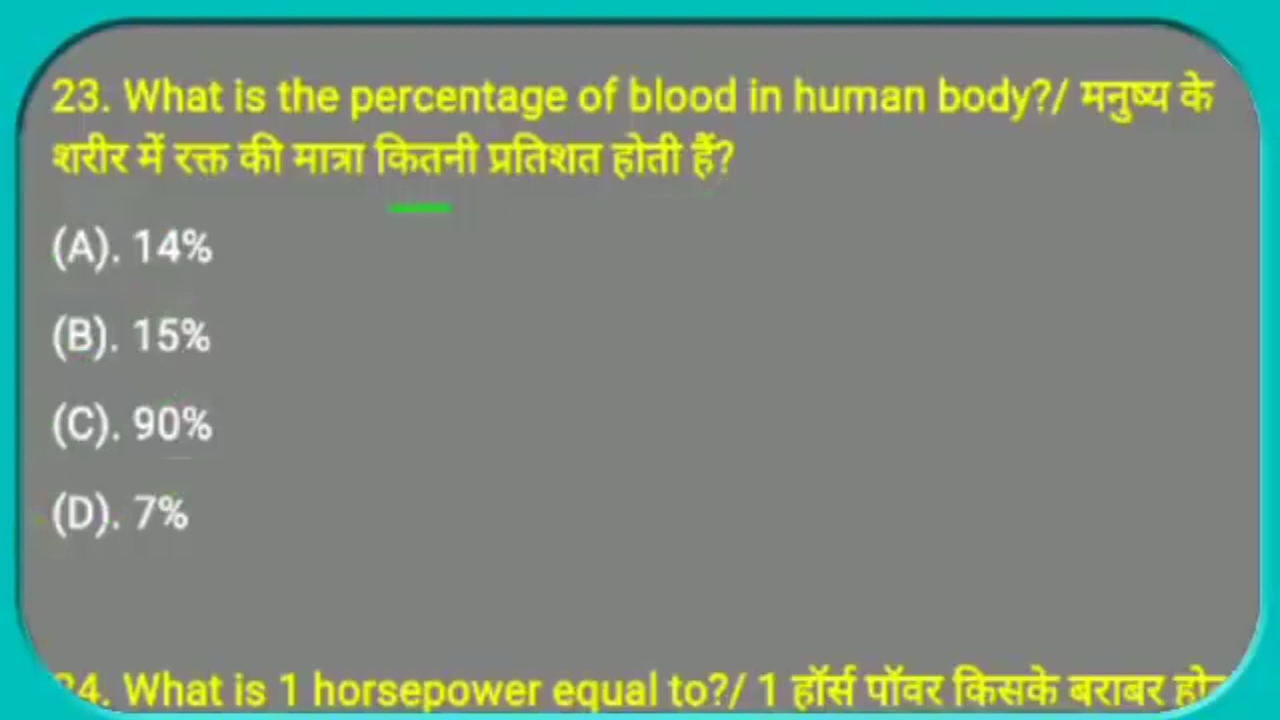 23. What is the percentage of blood in human body?/ मनुष्य के
शरीर में रक्त की मात्रा कितनी प्रतिशत होती हैं?
(A). 14%
(B). 15%
(C). 90%
(D). 7%
24. What is 1 horsepower equal to?/ 1 हॉर्स पॉवर किसके बराबर